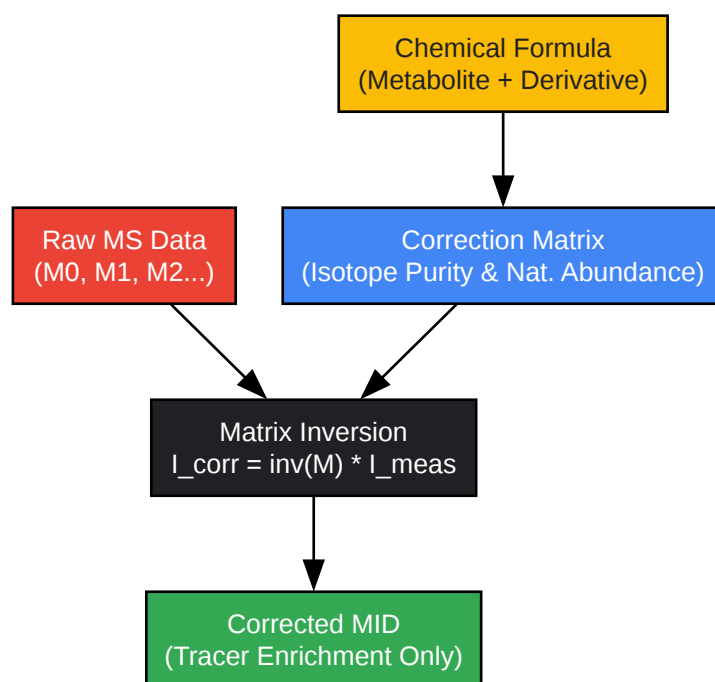 Chemical Formula
(Metabolite + Derivative)
Raw MS Data
(M0, M1, M2...)
Correction Matrix
(Isotope Purity & Nat. Abundance)
Matrix Inversion
I_corr = inv(M) * I_meas
Corrected MID
(Tracer Enrichment Only)